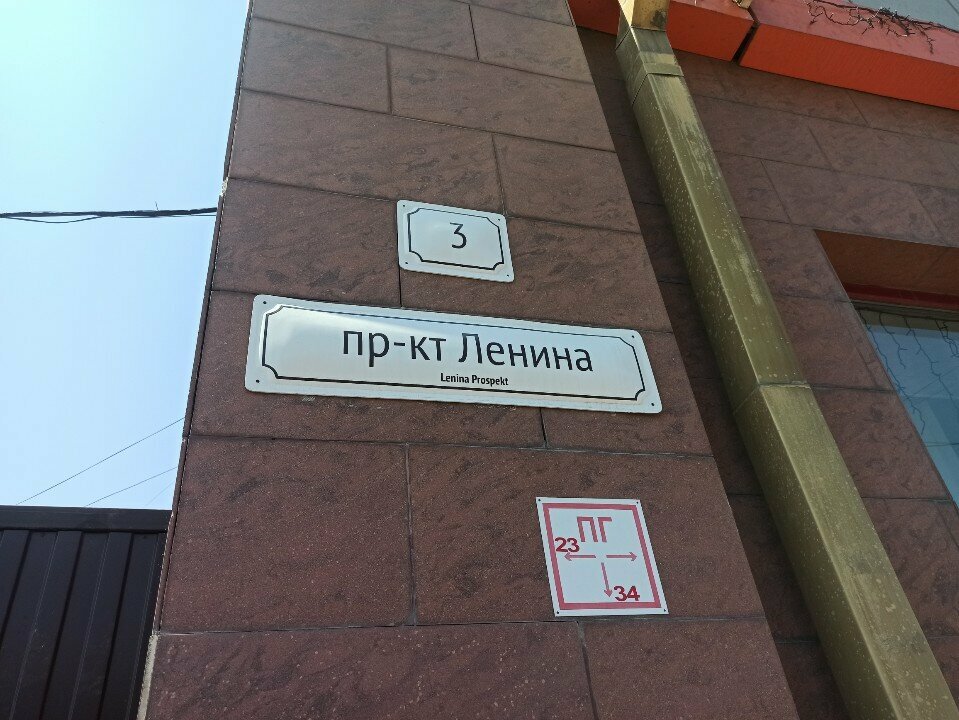 3
пр-кт Ленина
Lenina Prospekt
ПГ
23
34